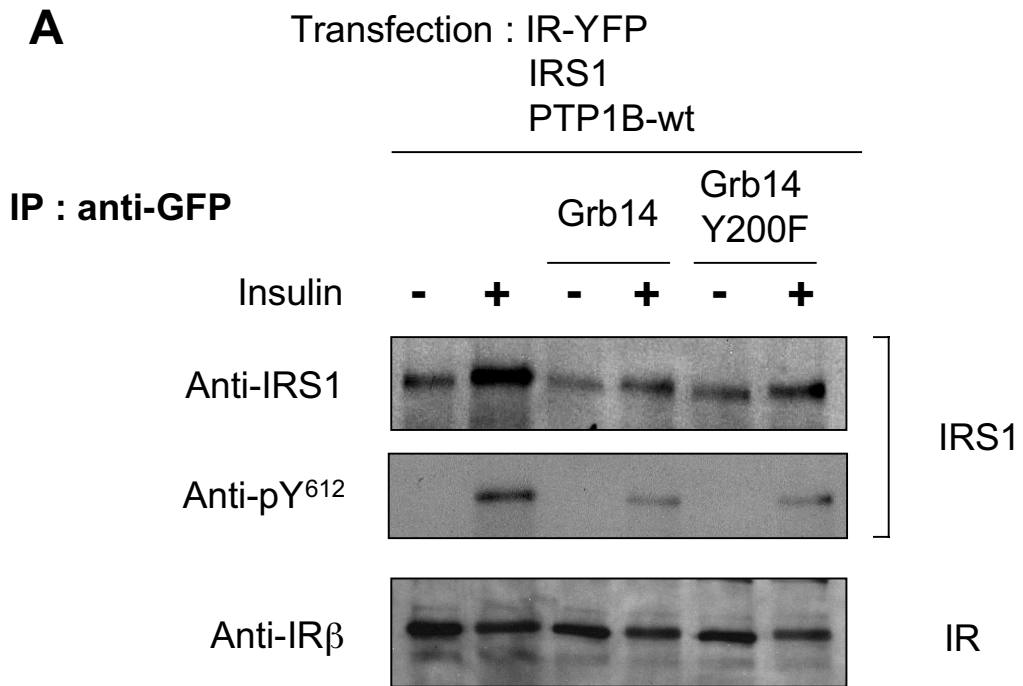 A
Transfection : IR-YFP
IRS1
PTP1B-wt
IP : anti-GFP
Grb14
Grb14
Y200F
Insulin - + - + - +
Anti-IRS1
Anti-pY⁶¹²
IRS1
Anti-IRβ
IR